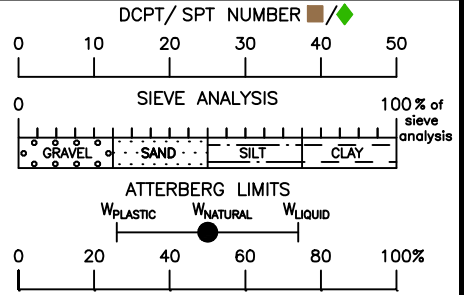 DCPT/ SPT NUMBER /
0 10 20 30 40 50
SIEVE ANALYSIS
0 100% of
sieve
analysis
GRAVEL SAND SILT CLAY
ATTERBERG LIMITS
WPLASTIC WNATURAL WLIQUID
0 20 40 60 80 100%